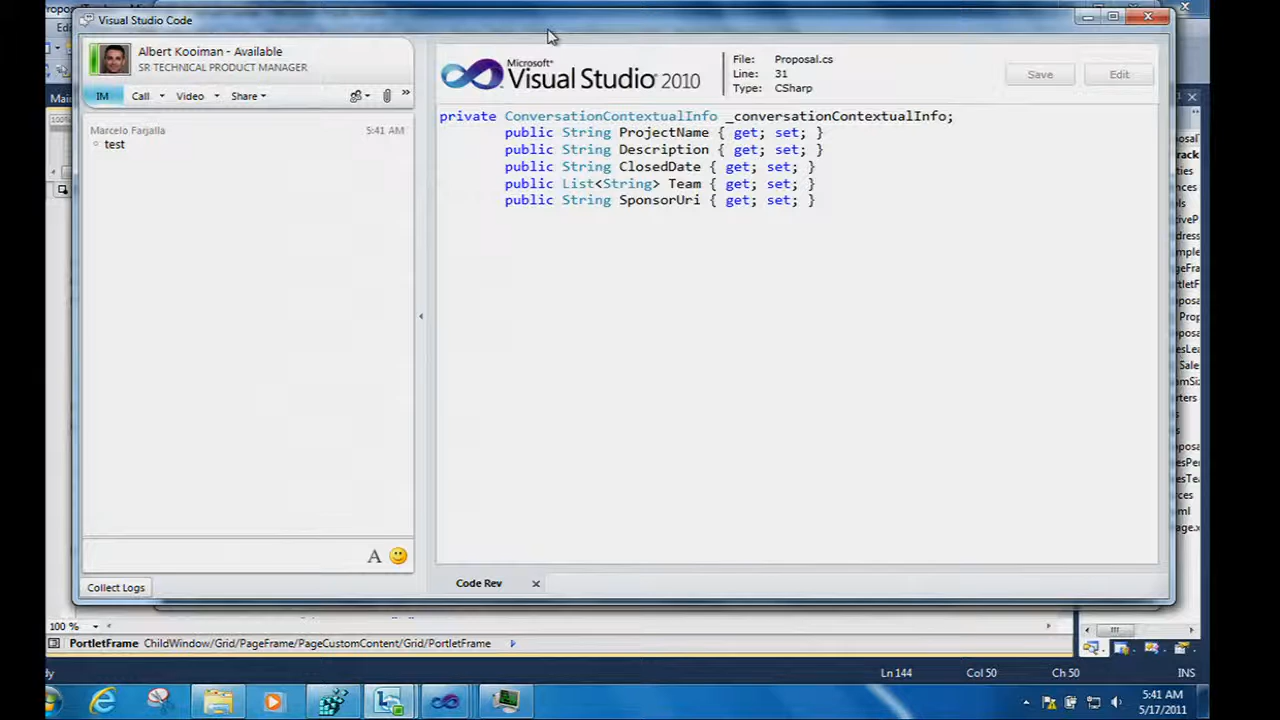 Visual Studio Code
Albert Kooiman - Available
SR TECHNICAL PRODUCT MANAGER
IM Call Video Share »
Marcelo Farjalla 5:41 AM
test
A
Collect Logs
Microsoft®
Visual Studio® 2010
File: Proposal.cs
Line: 31
Type: CSharp
Save Edit
private ConversationContextualInfo _conversationContextualInfo;
public String ProjectName { get; set; }
public String Description { get; set; }
public String ClosedDate { get; set; }
public List<String> Team { get; set; }
public String SponsorUri { get; set; }
Code Rev
100 %
PortletFrame ChildWindow/Grid/PageFrame/PageCustomContent/Grid/PortletFrame
Ln 144 Col 50 Ch 50 INS
5:41 AM
5/17/2011